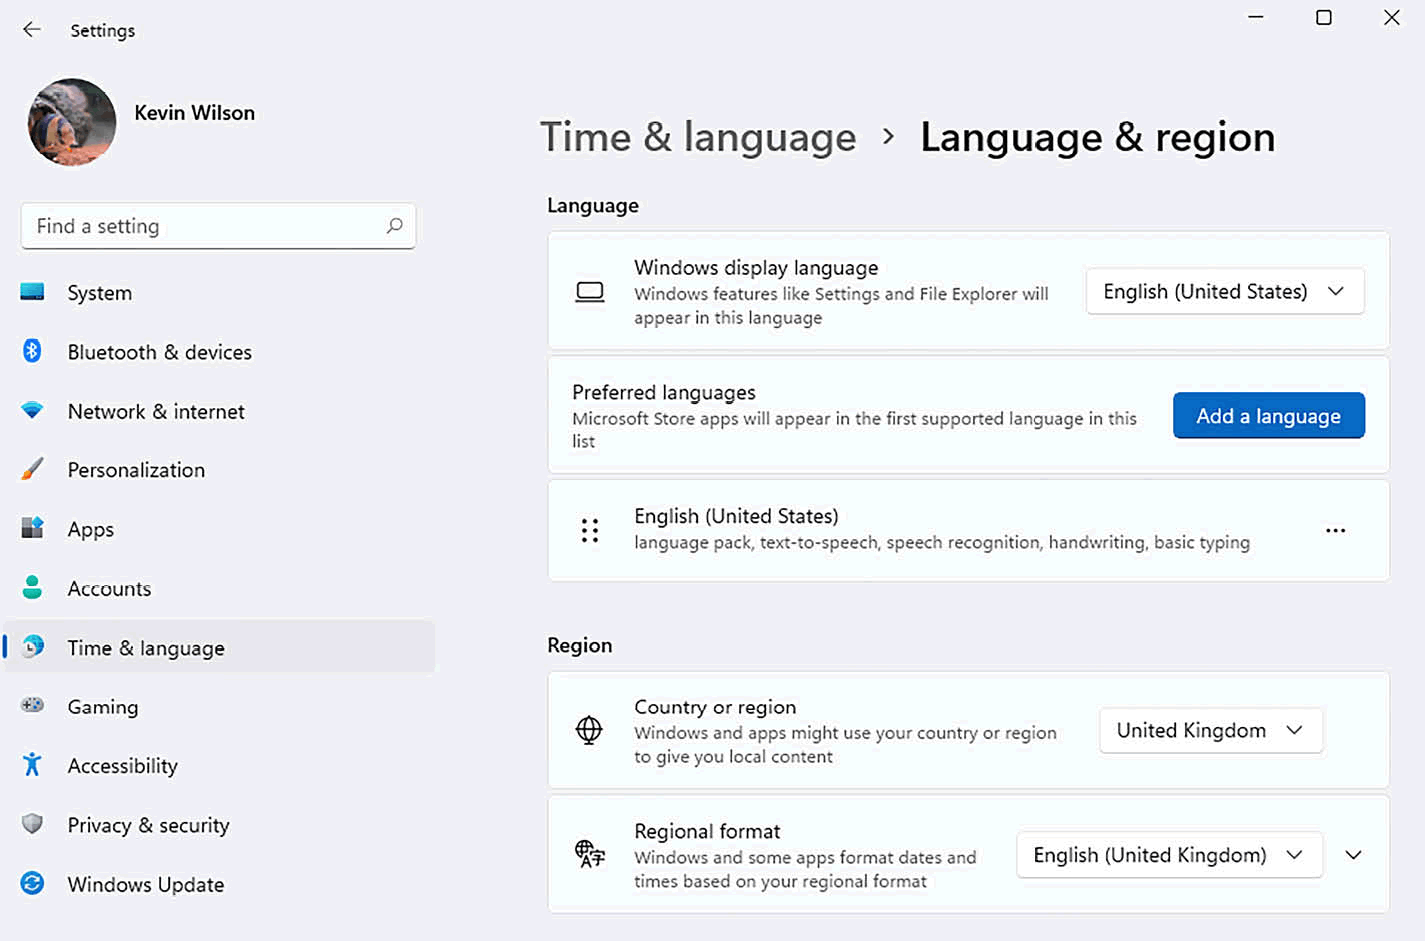 Settings
Kevin Wilson
Find a setting
System
Bluetooth & devices
Network & internet
Personalization
Apps
Accounts
Time & language
Gaming
Accessibility
Privacy & security
Windows Update
Time & language > Language & region
Language
Windows display language
Windows features like Settings and File Explorer will
appear in this language
English (United States)
Preferred languages
Microsoft Store apps will appear in the first supported language in this
list
Add a language
English (United States)
language pack, text-to-speech, speech recognition, handwriting, basic typing
Region
Country or region
Windows and apps might use your country or region
to give you local content
United Kingdom
Regional format
Windows and some apps format dates and
times based on your regional format
English (United Kingdom)